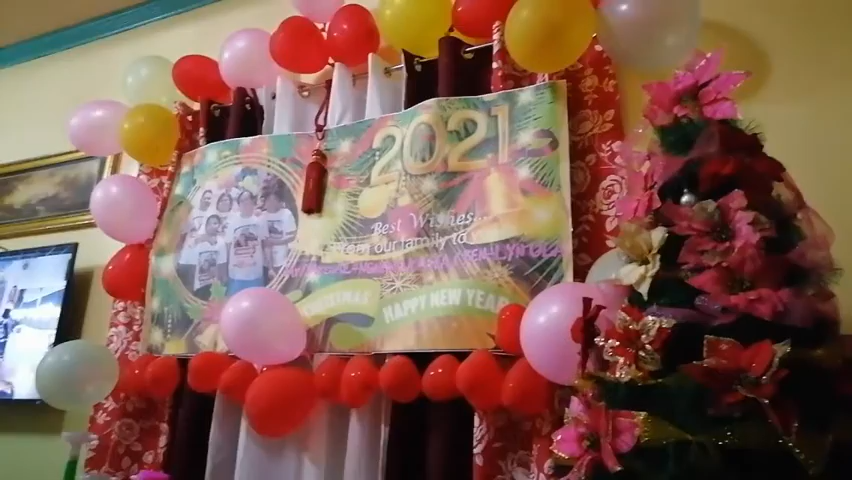 2021
Best Wishes...
from our family to
CHRISTMAS
HAPPY NEW YEAR